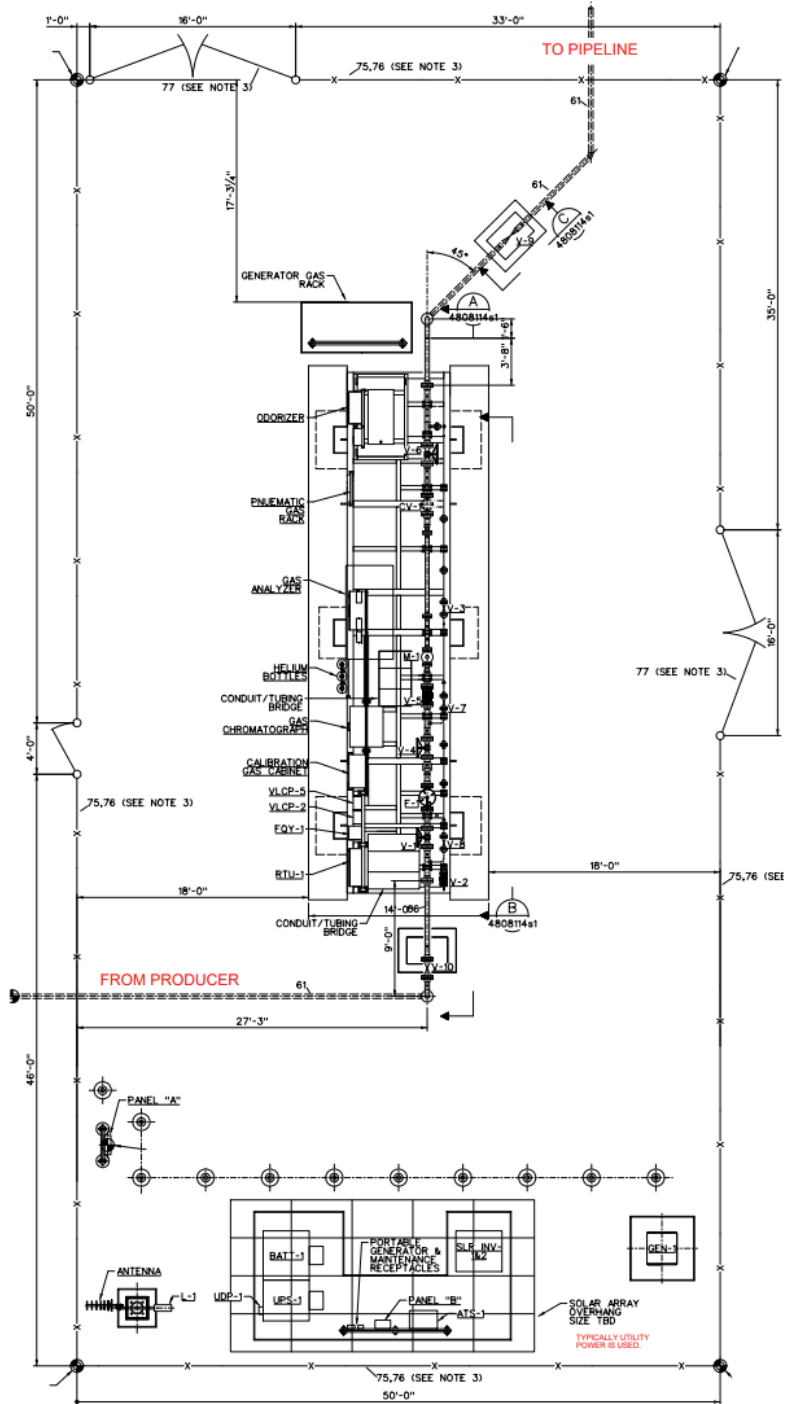 1'-0"
16'-0"
33'-0"
TO PIPELINE
75,76 (SEE NOTE 3)
77 (SEE NOTE 3)
61
61
17'-3¼"
C
4808114s1
V-9
45°
GENERATOR GAS
RACK
A
4808114s1
3'-8"
35'-0"
50'-0"
ODORIZER
V-6
PNUEMATIC
GAS
RACK
GAS
ANALYZER
V-3
16'-0"
M-1
HELIUM
BOTTLES
77 (SEE NOTE 3)
CONDUIT/TUBING
BRIDGE
V-5
V-7
GAS
CHROMATOGRAPH
V-4
4'-0"
CALIBRATION
GAS CABINET
75,76 (SEE NOTE 3)
VLCP-5
F-1
VLCP-2
FQY-1
V-1
V-8
18'-0"
RTU-1
V-2
75,76 (SEE
18'-0"
14'-0"
B
4808114s1
CONDUIT/TUBING
BRIDGE
9'-0"
V-10
FROM PRODUCER
61
27'-3"
46'-0"
PANEL "A"
BATT-1
PORTABLE
GENERATOR &
MAINTENANCE
RECEPTACLES
SLR INV-
1&2
GEN-1
ANTENNA
L-1
UDP-1
UPS-1
PANEL "B"
ATS-1
SOLAR ARRAY
OVERHANG
SIZE TBD
TYPICALLY UTILITY
POWER IS USED.
75,76 (SEE NOTE 3)
50'-0"